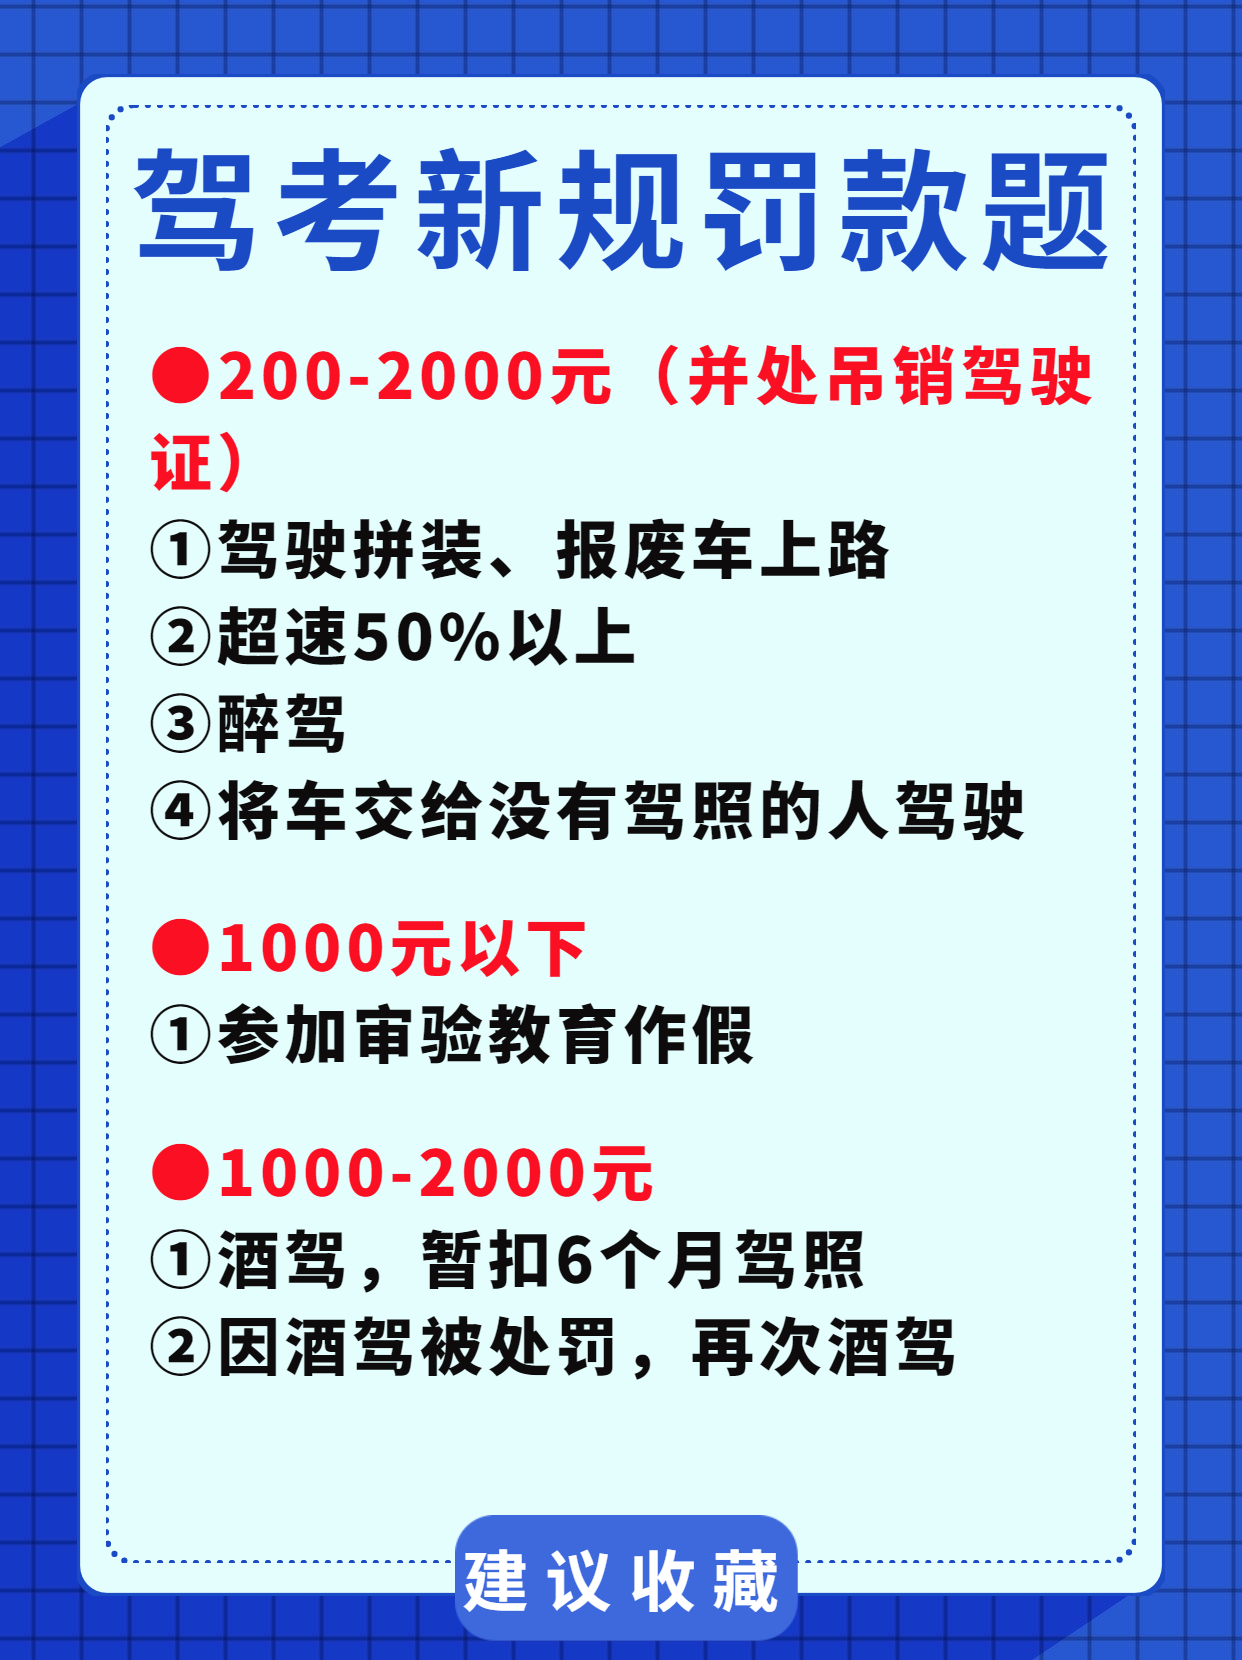 驾考新规罚款题
●200-2000元（并处吊销驾驶
证）
①驾驶拼装、报废车上路
②超速50%以上
③醉驾
④将车交给没有驾照的人驾驶
●1000元以下
①参加审验教育作假
●1000-2000元
①酒驾，暂扣6个月驾照
②因酒驾被处罚，再次酒驾
建议收藏